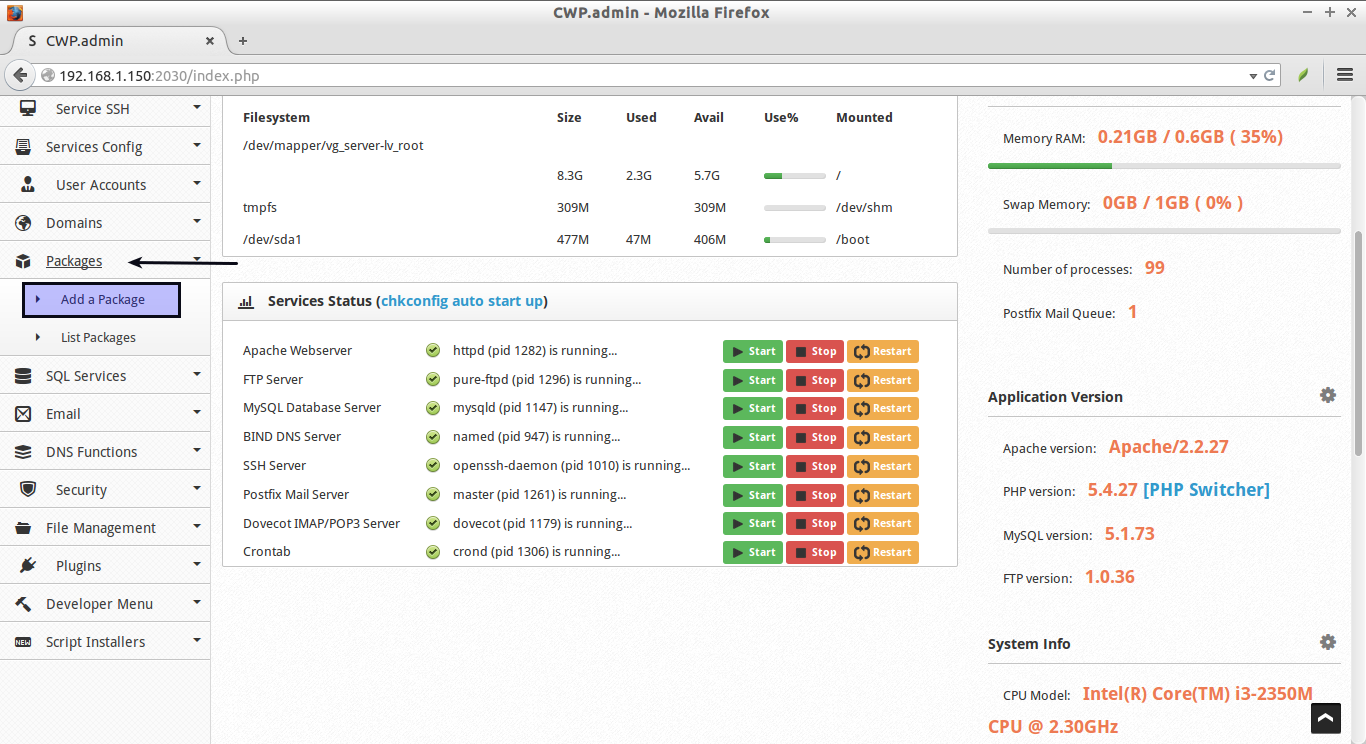 CWP.admin - Mozilla Firefox
S CWP.admin
192.168.1.150:2030/index.php
Service SSH
Services Config
User Accounts
Domains
Packages
Add a Package
List Packages
SQL Services
Email
DNS Functions
Security
File Management
Plugins
Developer Menu
NEW Script Installers
Filesystem Size Used Avail Use% Mounted
/dev/mapper/vg_server-lv_root
8.3G 2.3G 5.7G /
tmpfs 309M 309M /dev/shm
/dev/sda1 477M 47M 406M /boot
Services Status (chkconfig auto start up)
Apache Webserver httpd (pid 1282) is running... Start Stop Restart
FTP Server pure-ftpd (pid 1296) is running... Start Stop Restart
MySQL Database Server mysqld (pid 1147) is running... Start Stop Restart
BIND DNS Server named (pid 947) is running... Start Stop Restart
SSH Server openssh-daemon (pid 1010) is running... Start Stop Restart
Postfix Mail Server master (pid 1261) is running... Start Stop Restart
Dovecot IMAP/POP3 Server dovecot (pid 1179) is running... Start Stop Restart
Crontab crond (pid 1306) is running... Start Stop Restart
Memory RAM: 0.21GB / 0.6GB ( 35%)
Swap Memory: 0GB / 1GB ( 0% )
Number of processes: 99
Postfix Mail Queue: 1
Application Version
Apache version: Apache/2.2.27
PHP version: 5.4.27 [PHP Switcher]
MySQL version: 5.1.73
FTP version: 1.0.36
System Info
CPU Model: Intel(R) Core(TM) i3-2350M
CPU @ 2.30GHz